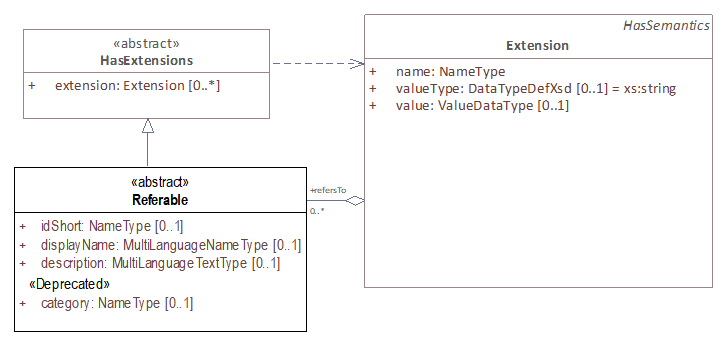 «abstract»
HasExtensions
+ extension: Extension [0..*]
HasSemantics
Extension
+ name: NameType
+ valueType: DataTypeDefXsd [0..1] = xs:string
+ value: ValueDataType [0..1]
«abstract»
Referable
+ idShort: NameType [0..1]
+ displayName: MultiLanguageNameType [0..1]
+ description: MultiLanguageTextType [0..1]
«Deprecated»
+ category: NameType [0..1]
+refersTo
0..*